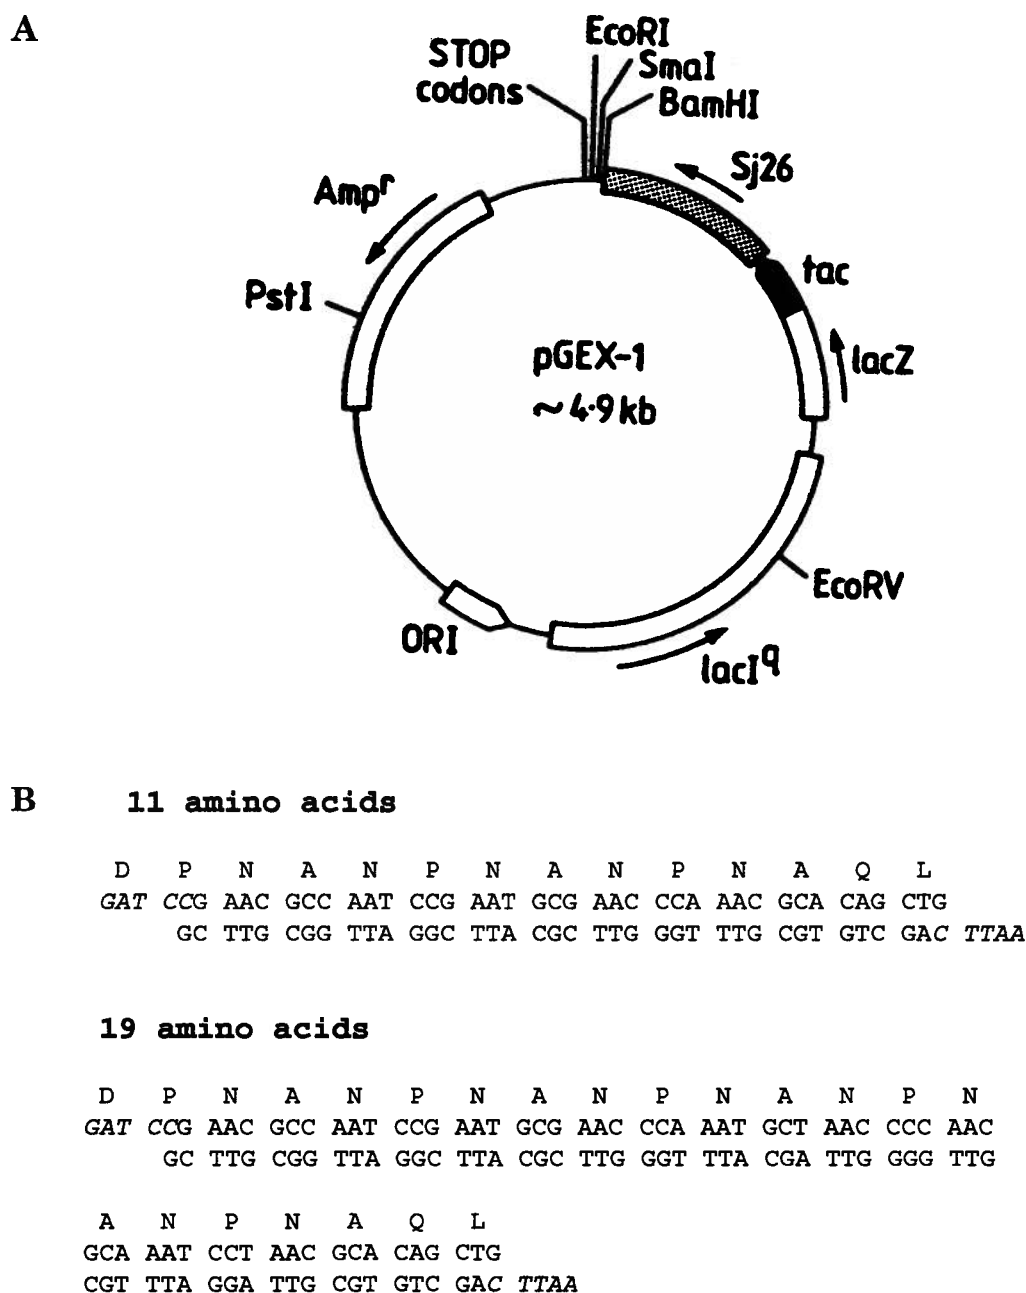 A
EcoRI
STOP codons
SmaI
BamHI
Sj26
Ampʳ
tac
PstI
lacZ
pGEX-1
~ 4·9 kb
EcoRV
ORI
lacI^q
B
11 amino acids
D P N A N P N A N P N A Q L
GAT CCG AAC GCC AAT CCG AAT GCG AAC CCA AAC GCA CAG CTG
GC TTG CGG TTA GGC TTA CGC TTG GGT TTG CGT GTC GAC TTAA
19 amino acids
D P N A N P N A N P N A N P N
GAT CCG AAC GCC AAT CCG AAT GCG AAC CCA AAT GCT AAC CCC AAC
GC TTG CGG TTA GGC TTA CGC TTG GGT TTA CGA TTG GGG TTG
A N P N A Q L
GCA AAT CCT AAC GCA CAG CTG
CGT TTA GGA TTG CGT GTC GAC TTAA